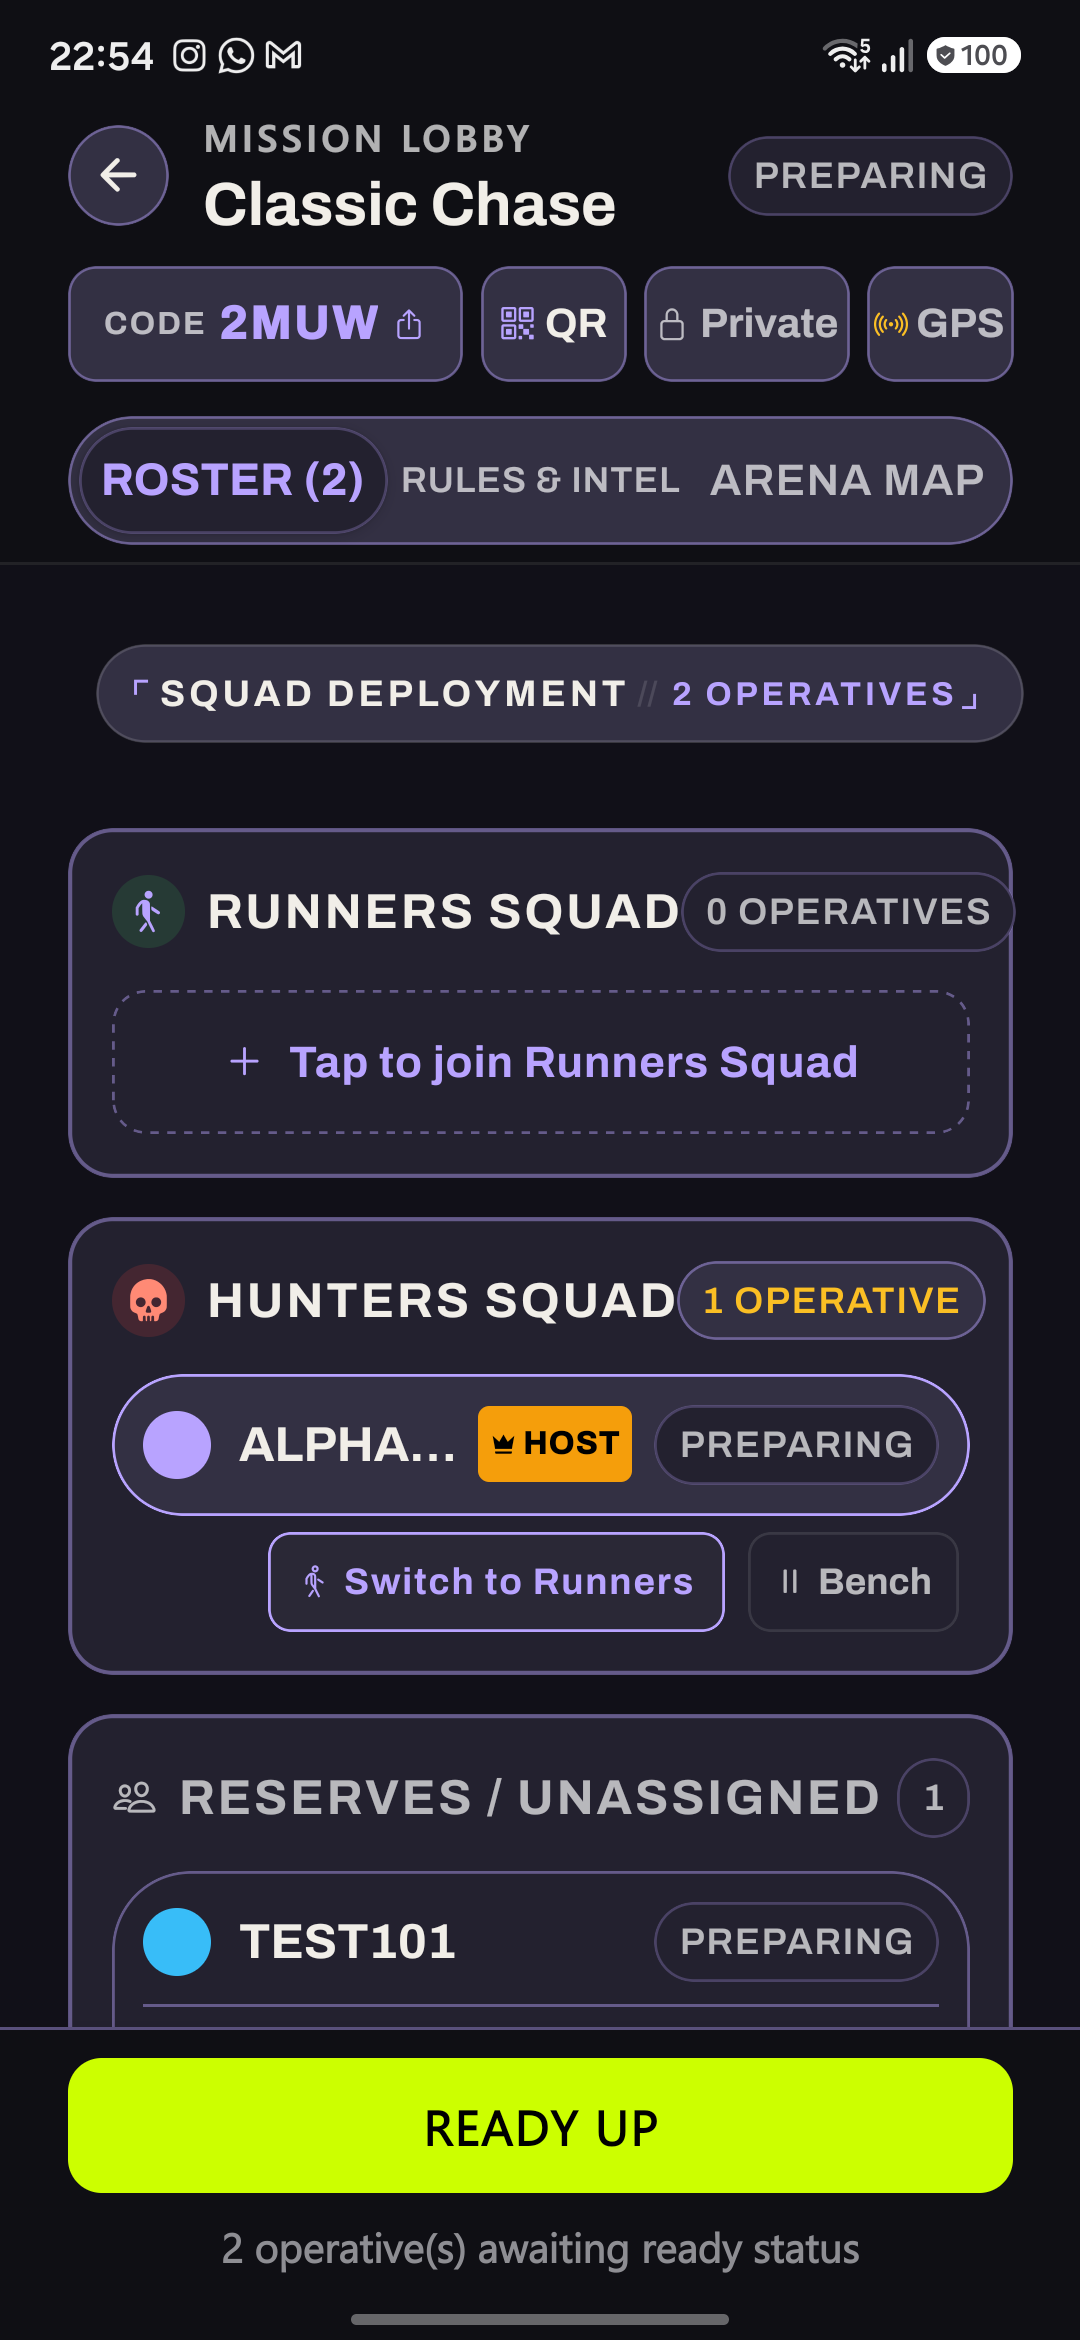 22:54
5
100
MISSION LOBBY
Classic Chase
PREPARING
CODE 2MUW
QR
Private
GPS
ROSTER (2)
RULES & INTEL
ARENA MAP
SQUAD DEPLOYMENT // 2 OPERATIVES
RUNNERS SQUAD
0 OPERATIVES
+ Tap to join Runners Squad
HUNTERS SQUAD
1 OPERATIVE
ALPHA...
HOST
PREPARING
Switch to Runners
Bench
RESERVES / UNASSIGNED
1
TEST101
PREPARING
READY UP
2 operative(s) awaiting ready status